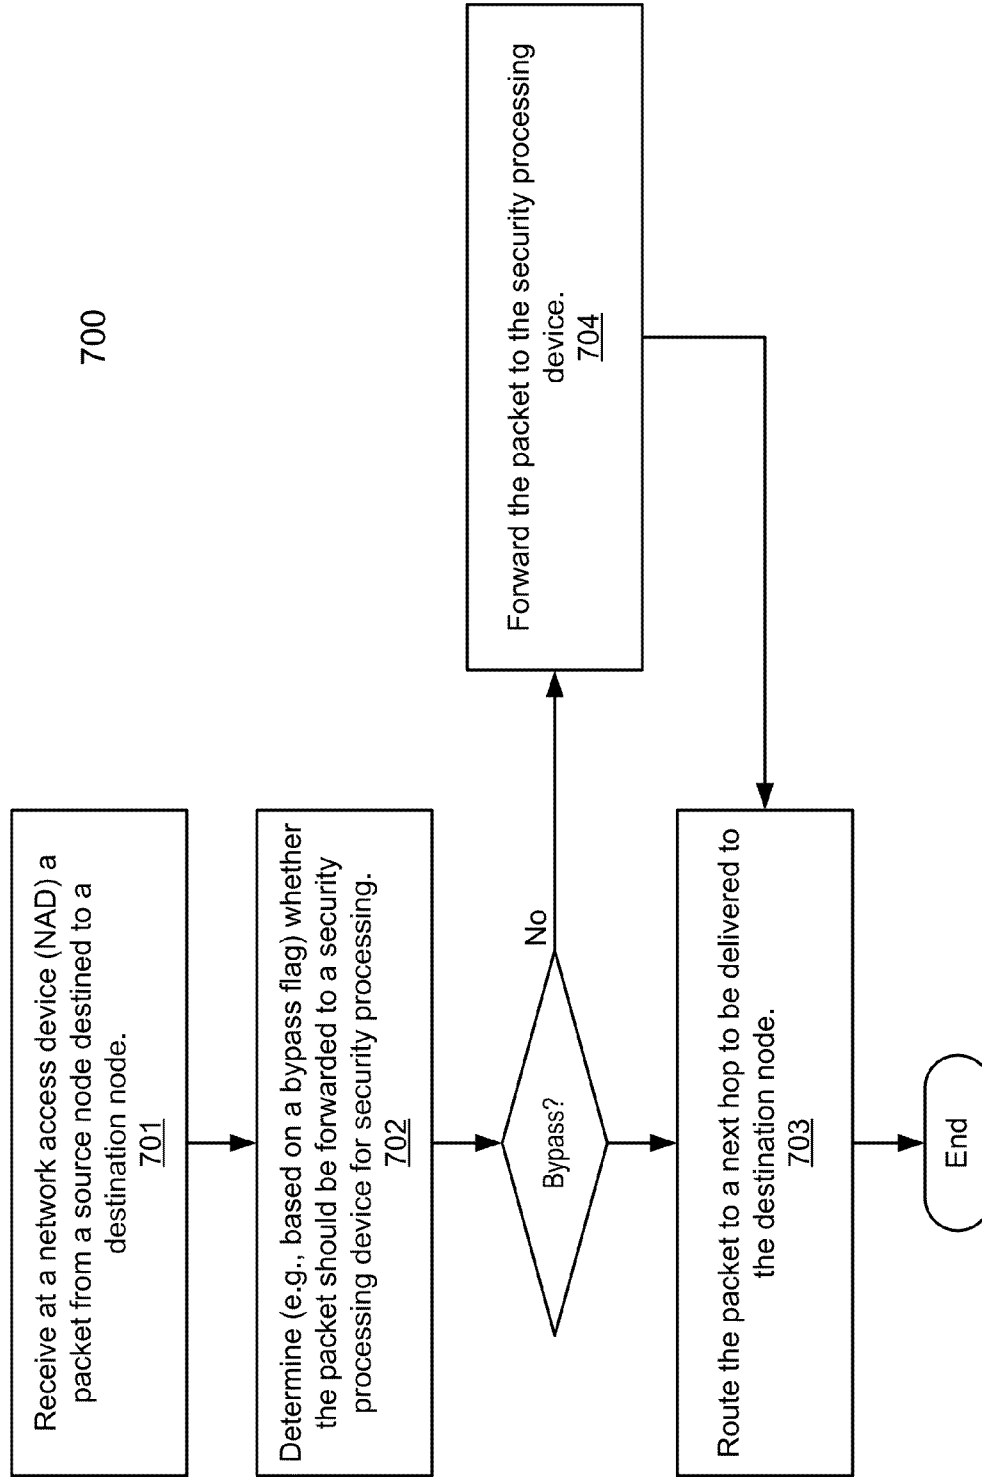 700
Receive at a network access device (NAD) a
packet from a source node destined to a
destination node.
701
Determine (e.g., based on a bypass flag) whether
the packet should be forwarded to a security
processing device for security processing.
702
Bypass?
No
Forward the packet to the security processing
device.
704
Route the packet to a next hop to be delivered to
the destination node.
703
End